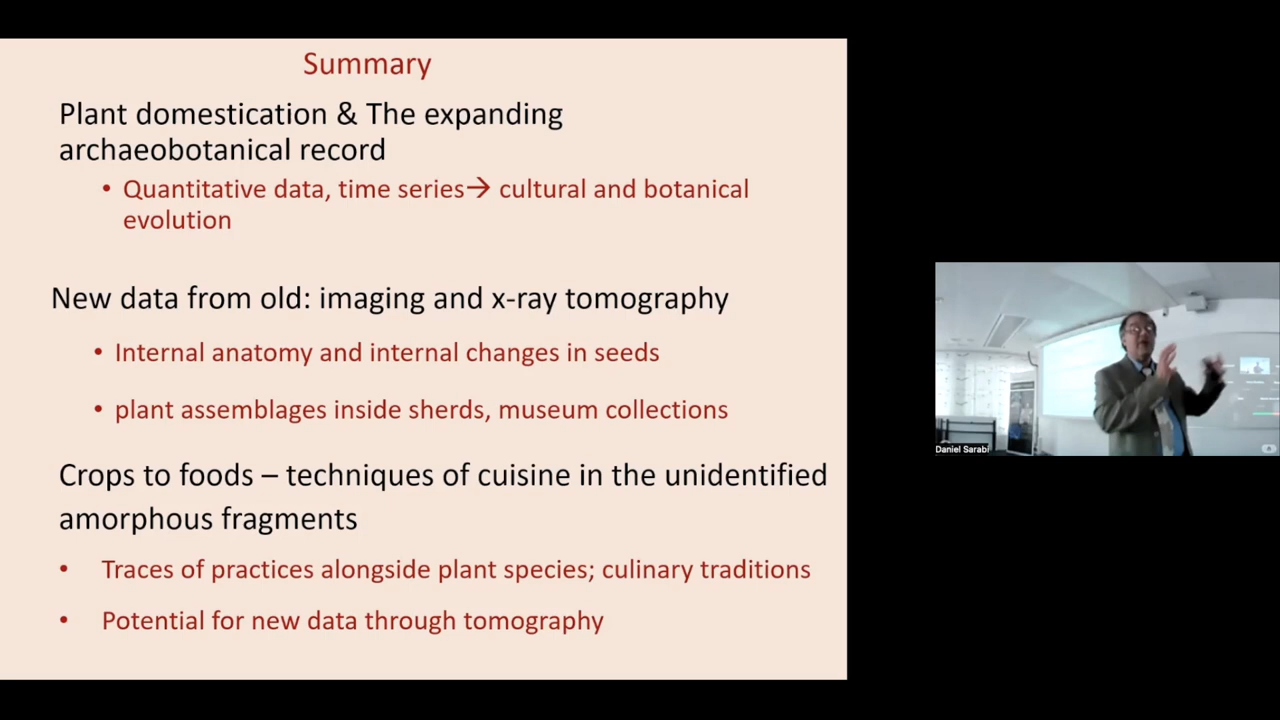 Summary
Plant domestication & The expanding
archaeobotanical record
• Quantitative data, time series→ cultural and botanical
evolution
New data from old: imaging and x-ray tomography
• Internal anatomy and internal changes in seeds
• plant assemblages inside sherds, museum collections
Crops to foods – techniques of cuisine in the unidentified
amorphous fragments
• Traces of practices alongside plant species; culinary traditions
• Potential for new data through tomography
Daniel Sarabi